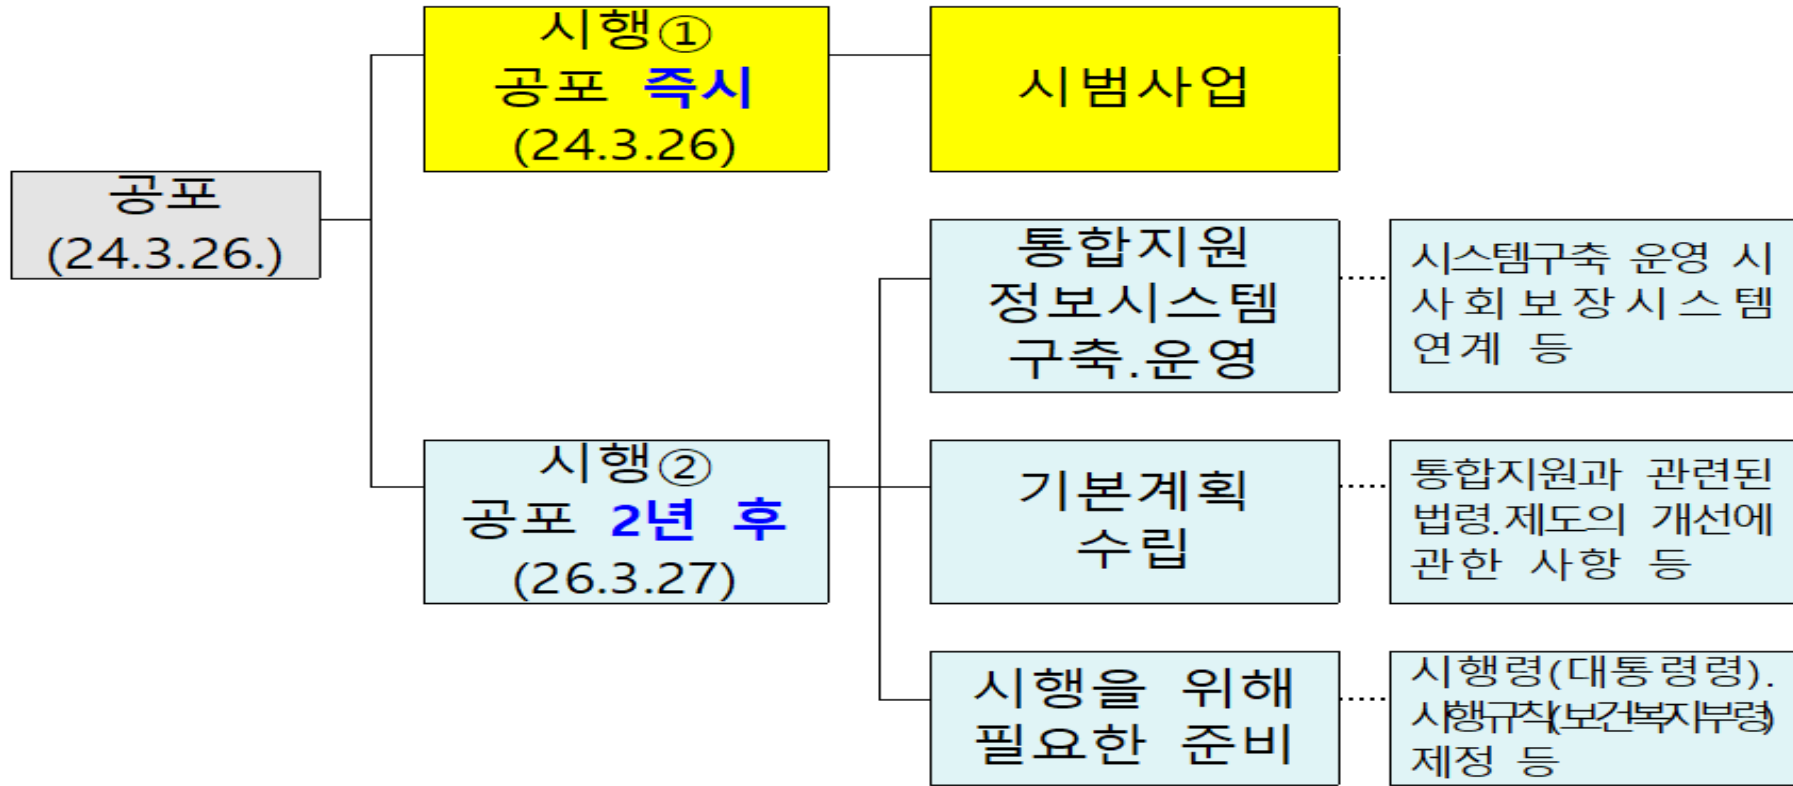 공포
(24.3.26.)
시행①
공포 즉시
(24.3.26)
시범사업
시행②
공포 2년 후
(26.3.27)
통합지원
정보시스템
구축.운영
시스템구축 운영 시
사회보장시스템
연계 등
기본계획
수립
통합지원과 관련된
법령.제도의 개선에
관한 사항 등
시행을 위해
필요한 준비
시행령(대통령령).
시행규칙(보건복지부령)
제정 등